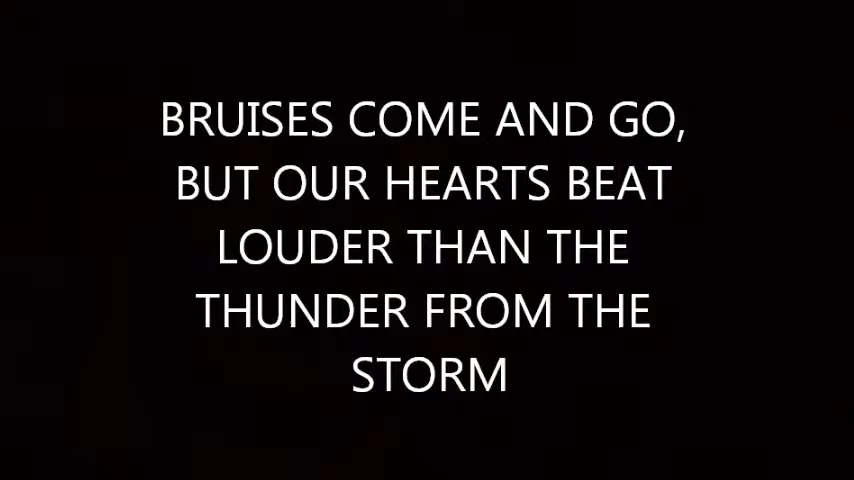 BRUISES COME AND GO,
BUT OUR HEARTS BEAT
LOUDER THAN THE
THUNDER FROM THE
STORM